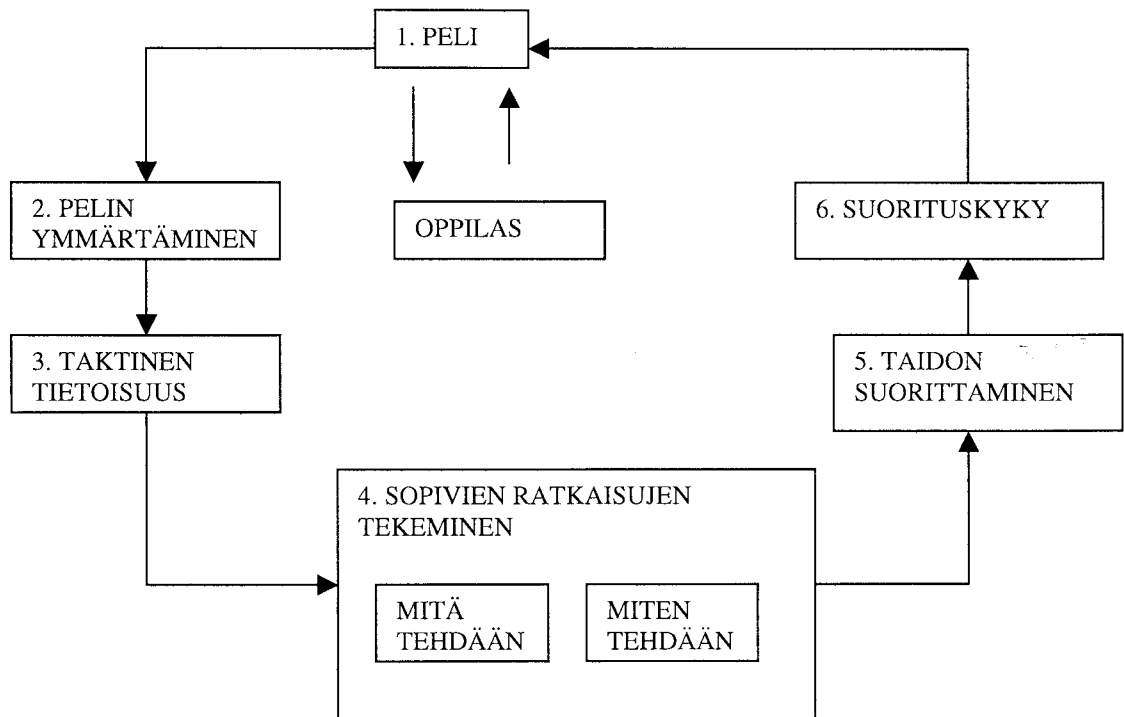 1. PELI
2. PELIN
YMMÄRTÄMINEN
OPPILAS
6. SUORITUSKYKY
3. TAKTINEN
TIETOISUUS
5. TAIDON
SUORITTAMINEN
4. SOPIVIEN RATKAISUJEN
TEKEMINEN
MITÄ
TEHDÄÄN
MITEN
TEHDÄÄN